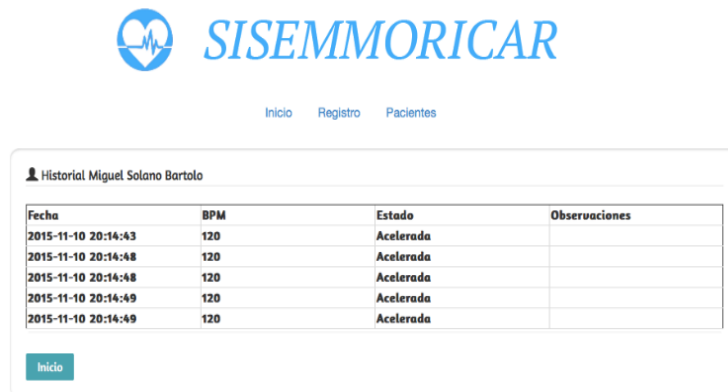 SISEMMORICAR
Inicio Registro Pacientes
Historial Miguel Solano Bartolo
Fecha BPM Estado Observaciones
2015-11-10 20:14:43 120 Acelerada
2015-11-10 20:14:48 120 Acelerada
2015-11-10 20:14:48 120 Acelerada
2015-11-10 20:14:49 120 Acelerada
2015-11-10 20:14:49 120 Acelerada
Inicio